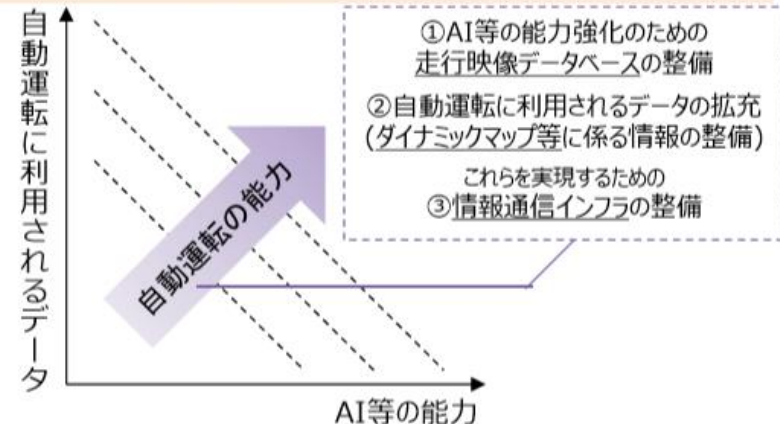 自動運転に利用されるデータ
①AI等の能力強化のための
走行映像データベースの整備
②自動運転に利用されるデータの拡充
(ダイナミックマップ等に係る情報の整備)
これらを実現するための
③情報通信インフラの整備
自動運転の能力
AI等の能力